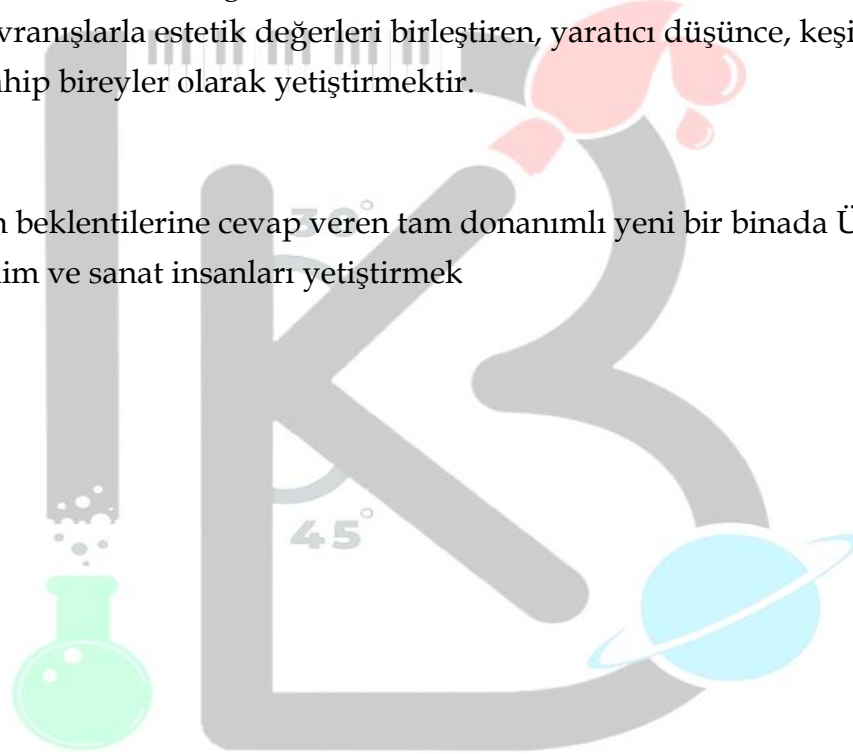 vranışlarla estetik değerleri birleştiren, yaratıcı düşünce, keşi
hip bireyler olarak yetiştirmektir.
beklentilerine cevap veren tam donanımlı yeni bir binada Ü
im ve sanat insanları yetiştirmek
30°
45°